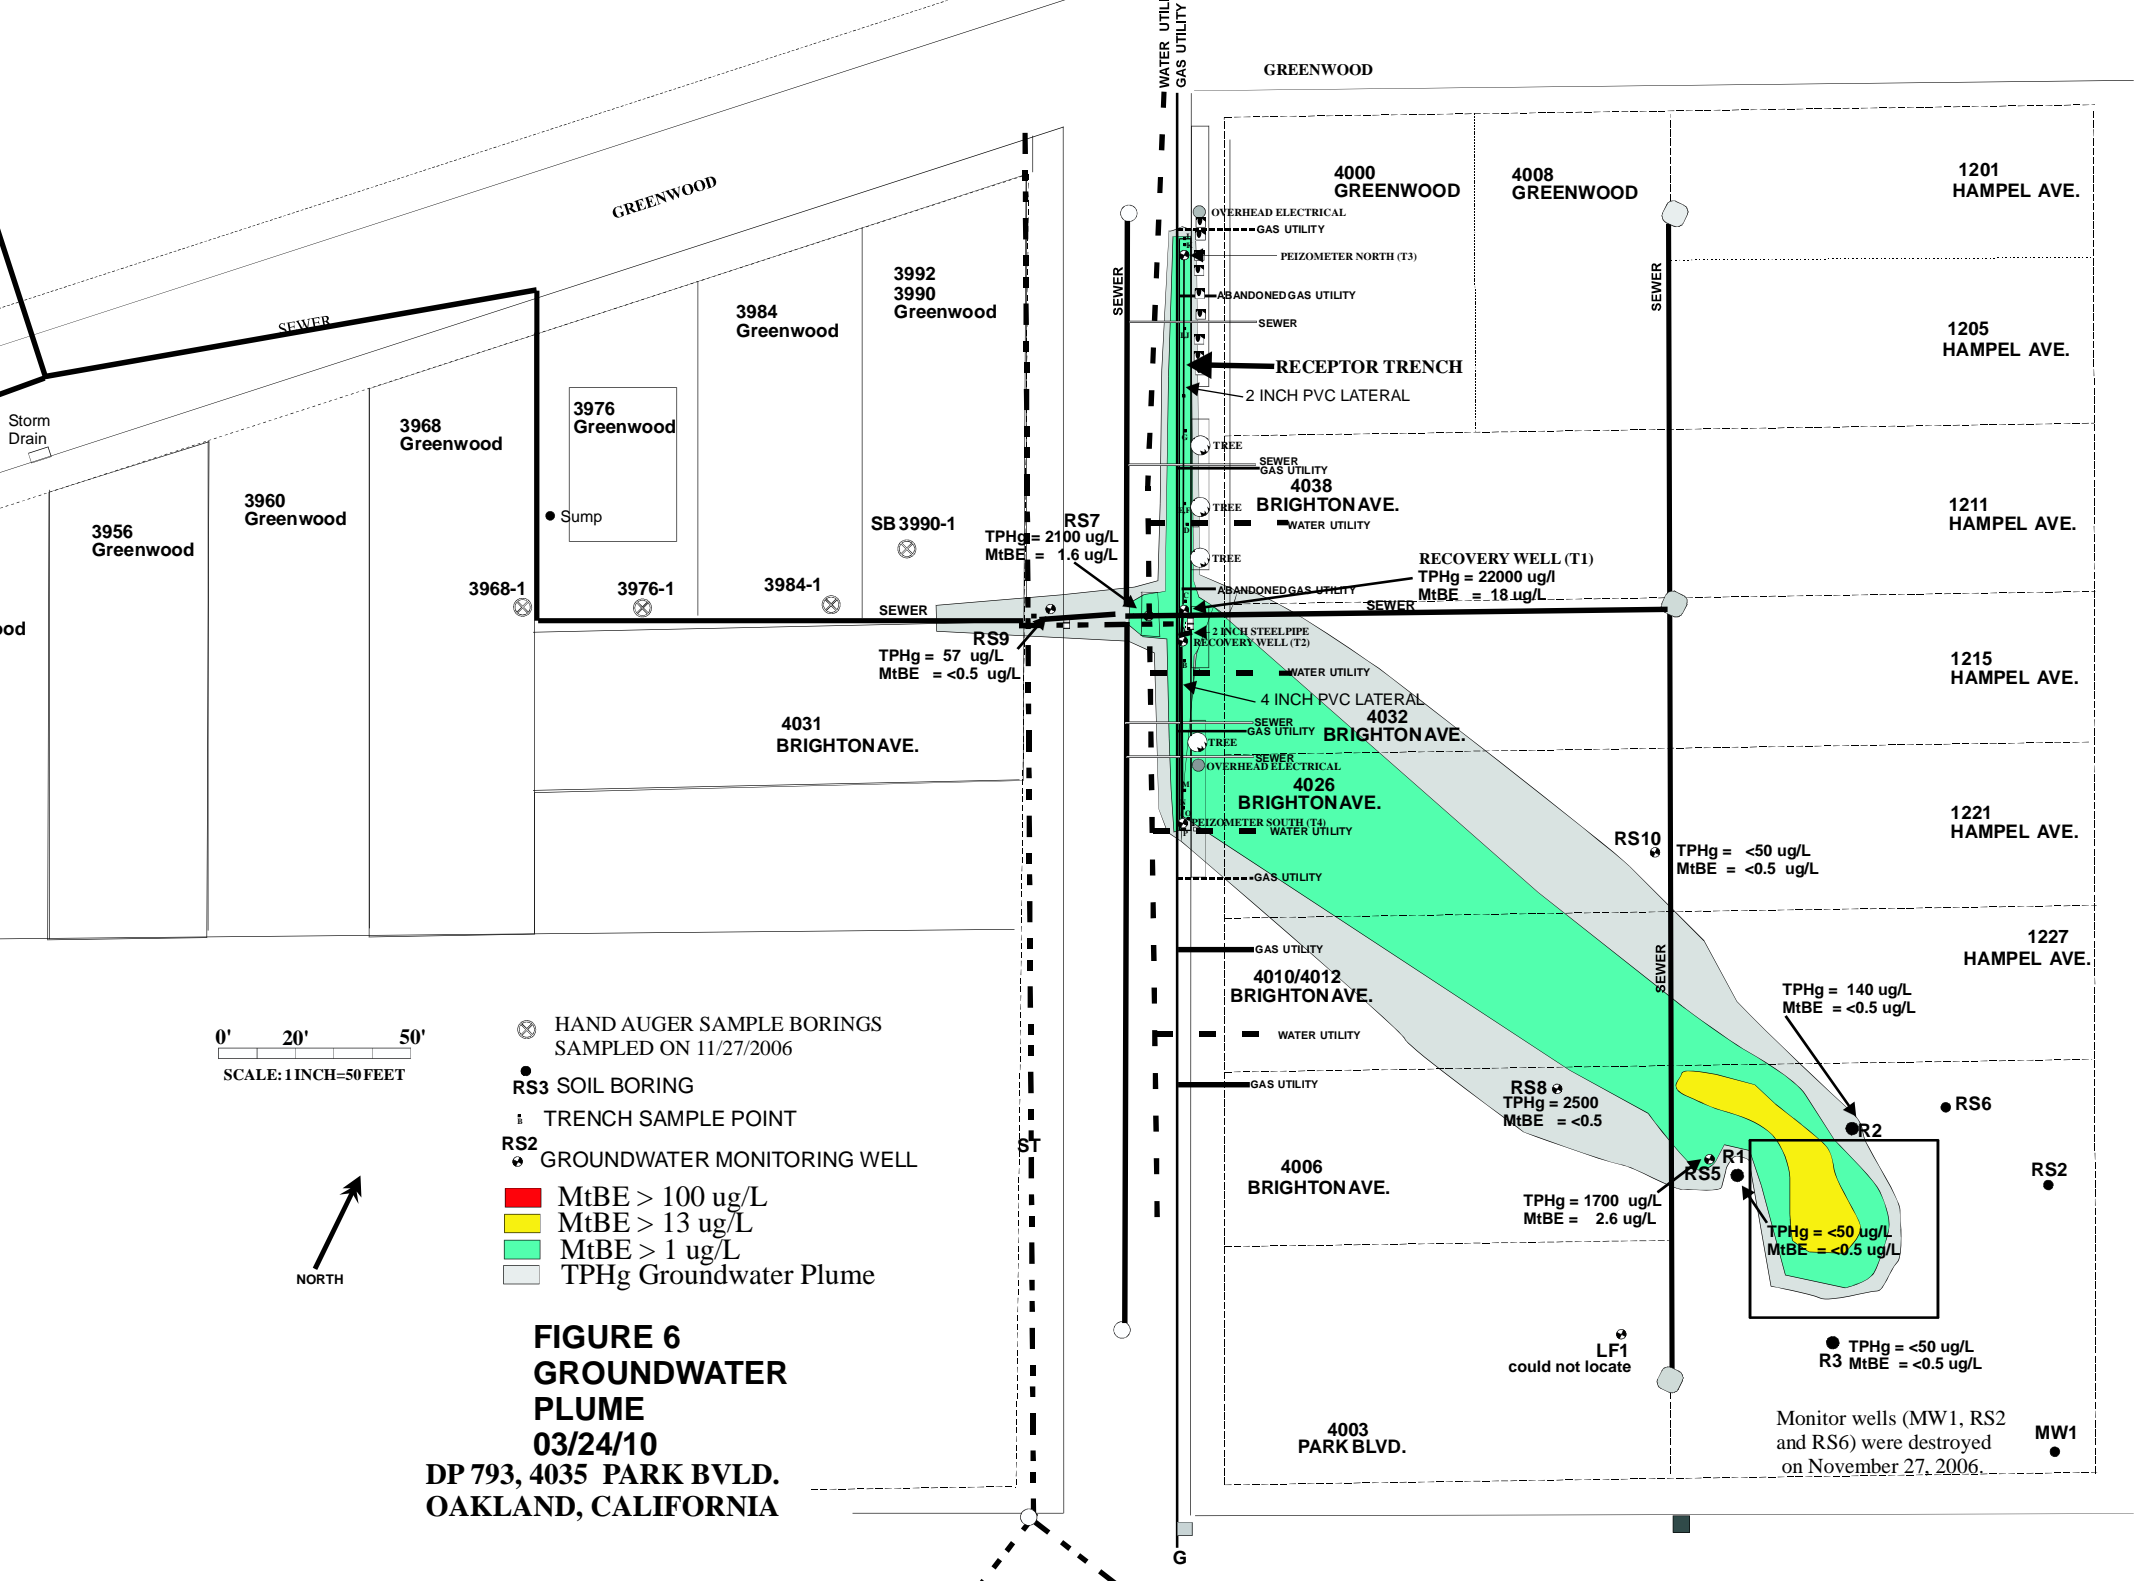 WATER UTILI
GAS UTILITY
GREENWOOD
GREENWOOD
4000
GREENWOOD
4008
GREENWOOD
1201
HAMPEL AVE.
OVERHEAD ELECTRICAL
GAS UTILITY
PEIZOMETER NORTH (T3)
SEWER
SEWER
ABANDONED GAS UTILITY
SEWER
3992
3990
Greenwood
3984
Greenwood
SEWER
1205
HAMPEL AVE.
RECEPTOR TRENCH
2 INCH PVC LATERAL
Storm
Drain
3968
Greenwood
3976
Greenwood
TREE
SEWER
GAS UTILITY
4038
BRIGHTON AVE.
TREE
WATER UTILITY
1211
HAMPEL AVE.
3956
Greenwood
3960
Greenwood
Sump
SB 3990-1
RS7
TPHg = 2100 ug/L
MtBE = 1.6 ug/L
TREE
RECOVERY WELL (T1)
TPHg = 22000 ug/l
MtBE = 18 ug/L
ABANDONED GAS UTILITY
3968-1
3976-1
3984-1
SEWER
SEWER
ood
RS9
TPHg = 57 ug/L
MtBE = <0.5 ug/L
2 INCH STEEL PIPE
RECOVERY WELL (T2)
WATER UTILITY
4 INCH PVC LATERAL
1215
HAMPEL AVE.
4031
BRIGHTON AVE.
SEWER
GAS UTILITY
4032
BRIGHTON AVE.
TREE
SEWER
OVERHEAD ELECTRICAL
4026
BRIGHTON AVE.
PEIZOMETER SOUTH (T4)
WATER UTILITY
1221
HAMPEL AVE.
RS10
TPHg = <50 ug/L
MtBE = <0.5 ug/L
GAS UTILITY
GAS UTILITY
4010/4012
BRIGHTON AVE.
SEWER
1227
HAMPEL AVE.
TPHg = 140 ug/L
MtBE = <0.5 ug/L
WATER UTILITY
GAS UTILITY
0' 20' 50'
SCALE: 1 INCH=50 FEET
HAND AUGER SAMPLE BORINGS
SAMPLED ON 11/27/2006
RS3 SOIL BORING
B TRENCH SAMPLE POINT
RS2
GROUNDWATER MONITORING WELL
MtBE > 100 ug/L
MtBE > 13 ug/L
MtBE > 1 ug/L
TPHg Groundwater Plume
ST
NORTH
RS8
TPHg = 2500
MtBE = <0.5
RS6
R2
R1
RS5
RS2
4006
BRIGHTON AVE.
TPHg = 1700 ug/L
MtBE = 2.6 ug/L
TPHg = <50 ug/L
MtBE = <0.5 ug/L
LF1
could not locate
R3
TPHg = <50 ug/L
MtBE = <0.5 ug/L
4003
PARK BLVD.
Monitor wells (MW1, RS2
and RS6) were destroyed
on November 27, 2006.
MW1
FIGURE 6
GROUNDWATER
PLUME
03/24/10
DP 793, 4035 PARK BVLD.
OAKLAND, CALIFORNIA
G